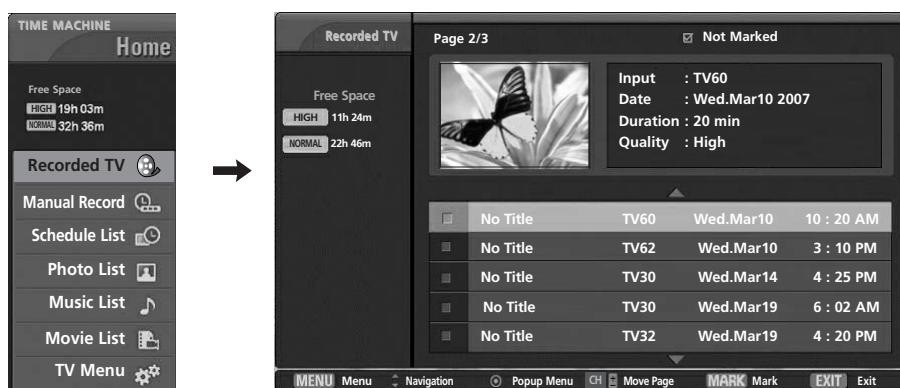 TIME MACHINE
Home
Free Space
HIGH 19h 03m
NORMAL 32h 36m
Recorded TV
Manual Record
Schedule List
Photo List
Music List
Movie List
TV Menu
Recorded TV
Free Space
HIGH 11h 24m
NORMAL 22h 46m
Page 2/3 Not Marked
Input : TV60
Date : Wed.Mar10 2007
Duration : 20 min
Quality : High
No Title TV60 Wed.Mar10 10 : 20 AM
No Title TV62 Wed.Mar10 3 : 10 PM
No Title TV30 Wed.Mar14 4 : 25 PM
No Title TV30 Wed.Mar19 6 : 02 AM
No Title TV32 Wed.Mar19 4 : 20 PM
MENU Menu Navigation Popup Menu CH Move Page MARK Mark EXIT Exit